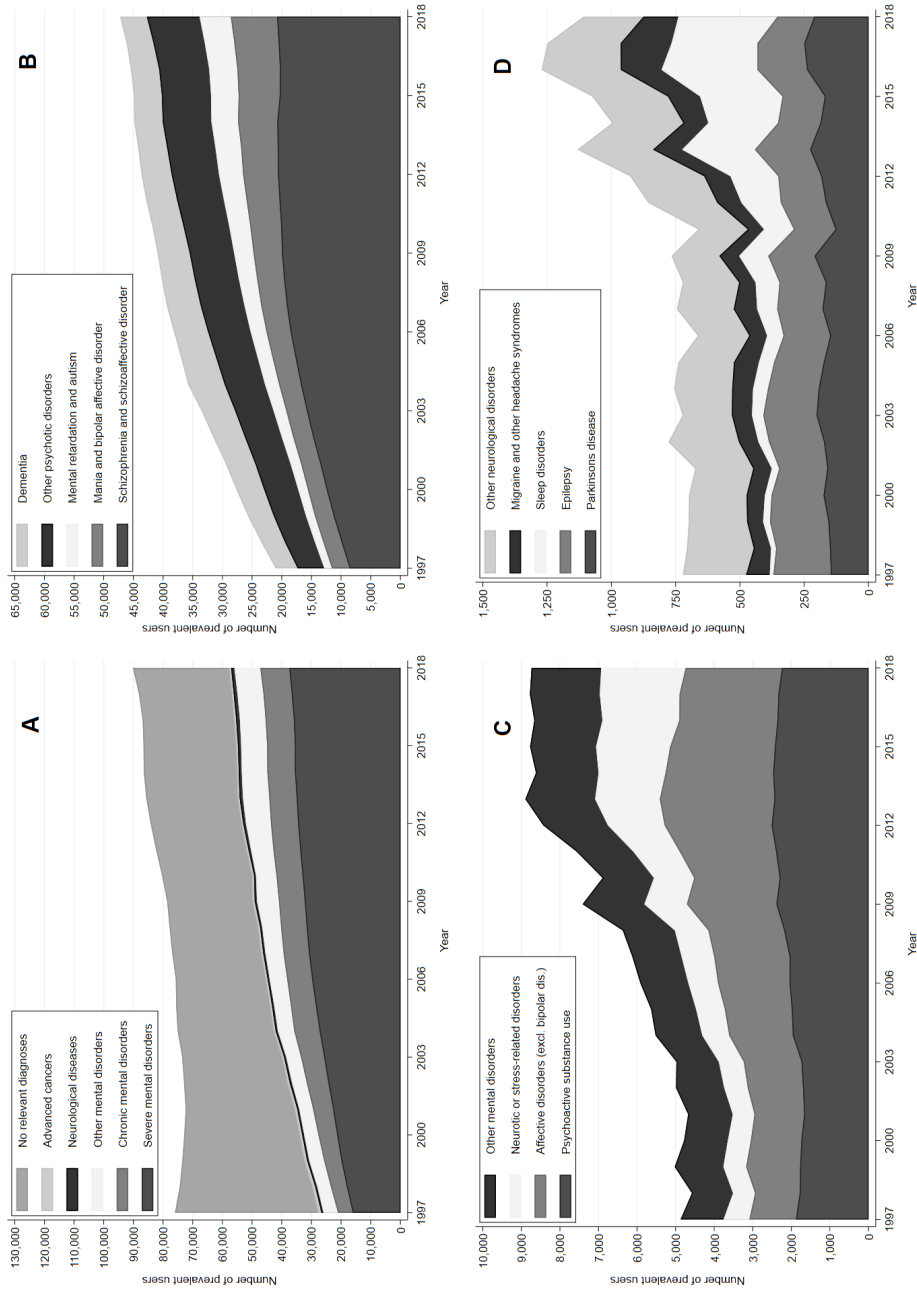 A
No relevant diagnoses
Advanced cancers
Neurological diseases
Other mental disorders
Chronic mental disorders
Severe mental disorders
Number of prevalent users
130,000
120,000
110,000
100,000
90,000
80,000
70,000
60,000
50,000
40,000
30,000
20,000
10,000
0
1997 2000 2003 2006 2009 2012 2015 2018
Year
B
Dementia
Other psychotic disorders
Mental retardation and autism
Mania and bipolar affective disorder
Schizophrenia and schizoaffective disorder
Number of prevalent users
65,000
60,000
55,000
50,000
45,000
40,000
35,000
30,000
25,000
20,000
15,000
10,000
5,000
0
1997 2000 2003 2006 2009 2012 2015 2018
Year
C
Other mental disorders
Neurotic or stress-related disorders
Affective disorders (excl. bipolar dis.)
Psychoactive substance use
Number of prevalent users
10,000
9,000
8,000
7,000
6,000
5,000
4,000
3,000
2,000
1,000
0
1997 2000 2003 2006 2009 2012 2015 2018
Year
D
Other neurological disorders
Migraine and other headache syndromes
Sleep disorders
Epilepsy
Parkinsons disease
Number of prevalent users
1,500
1,250
1,000
750
500
250
0
1997 2000 2003 2006 2009 2012 2015 2018
Year